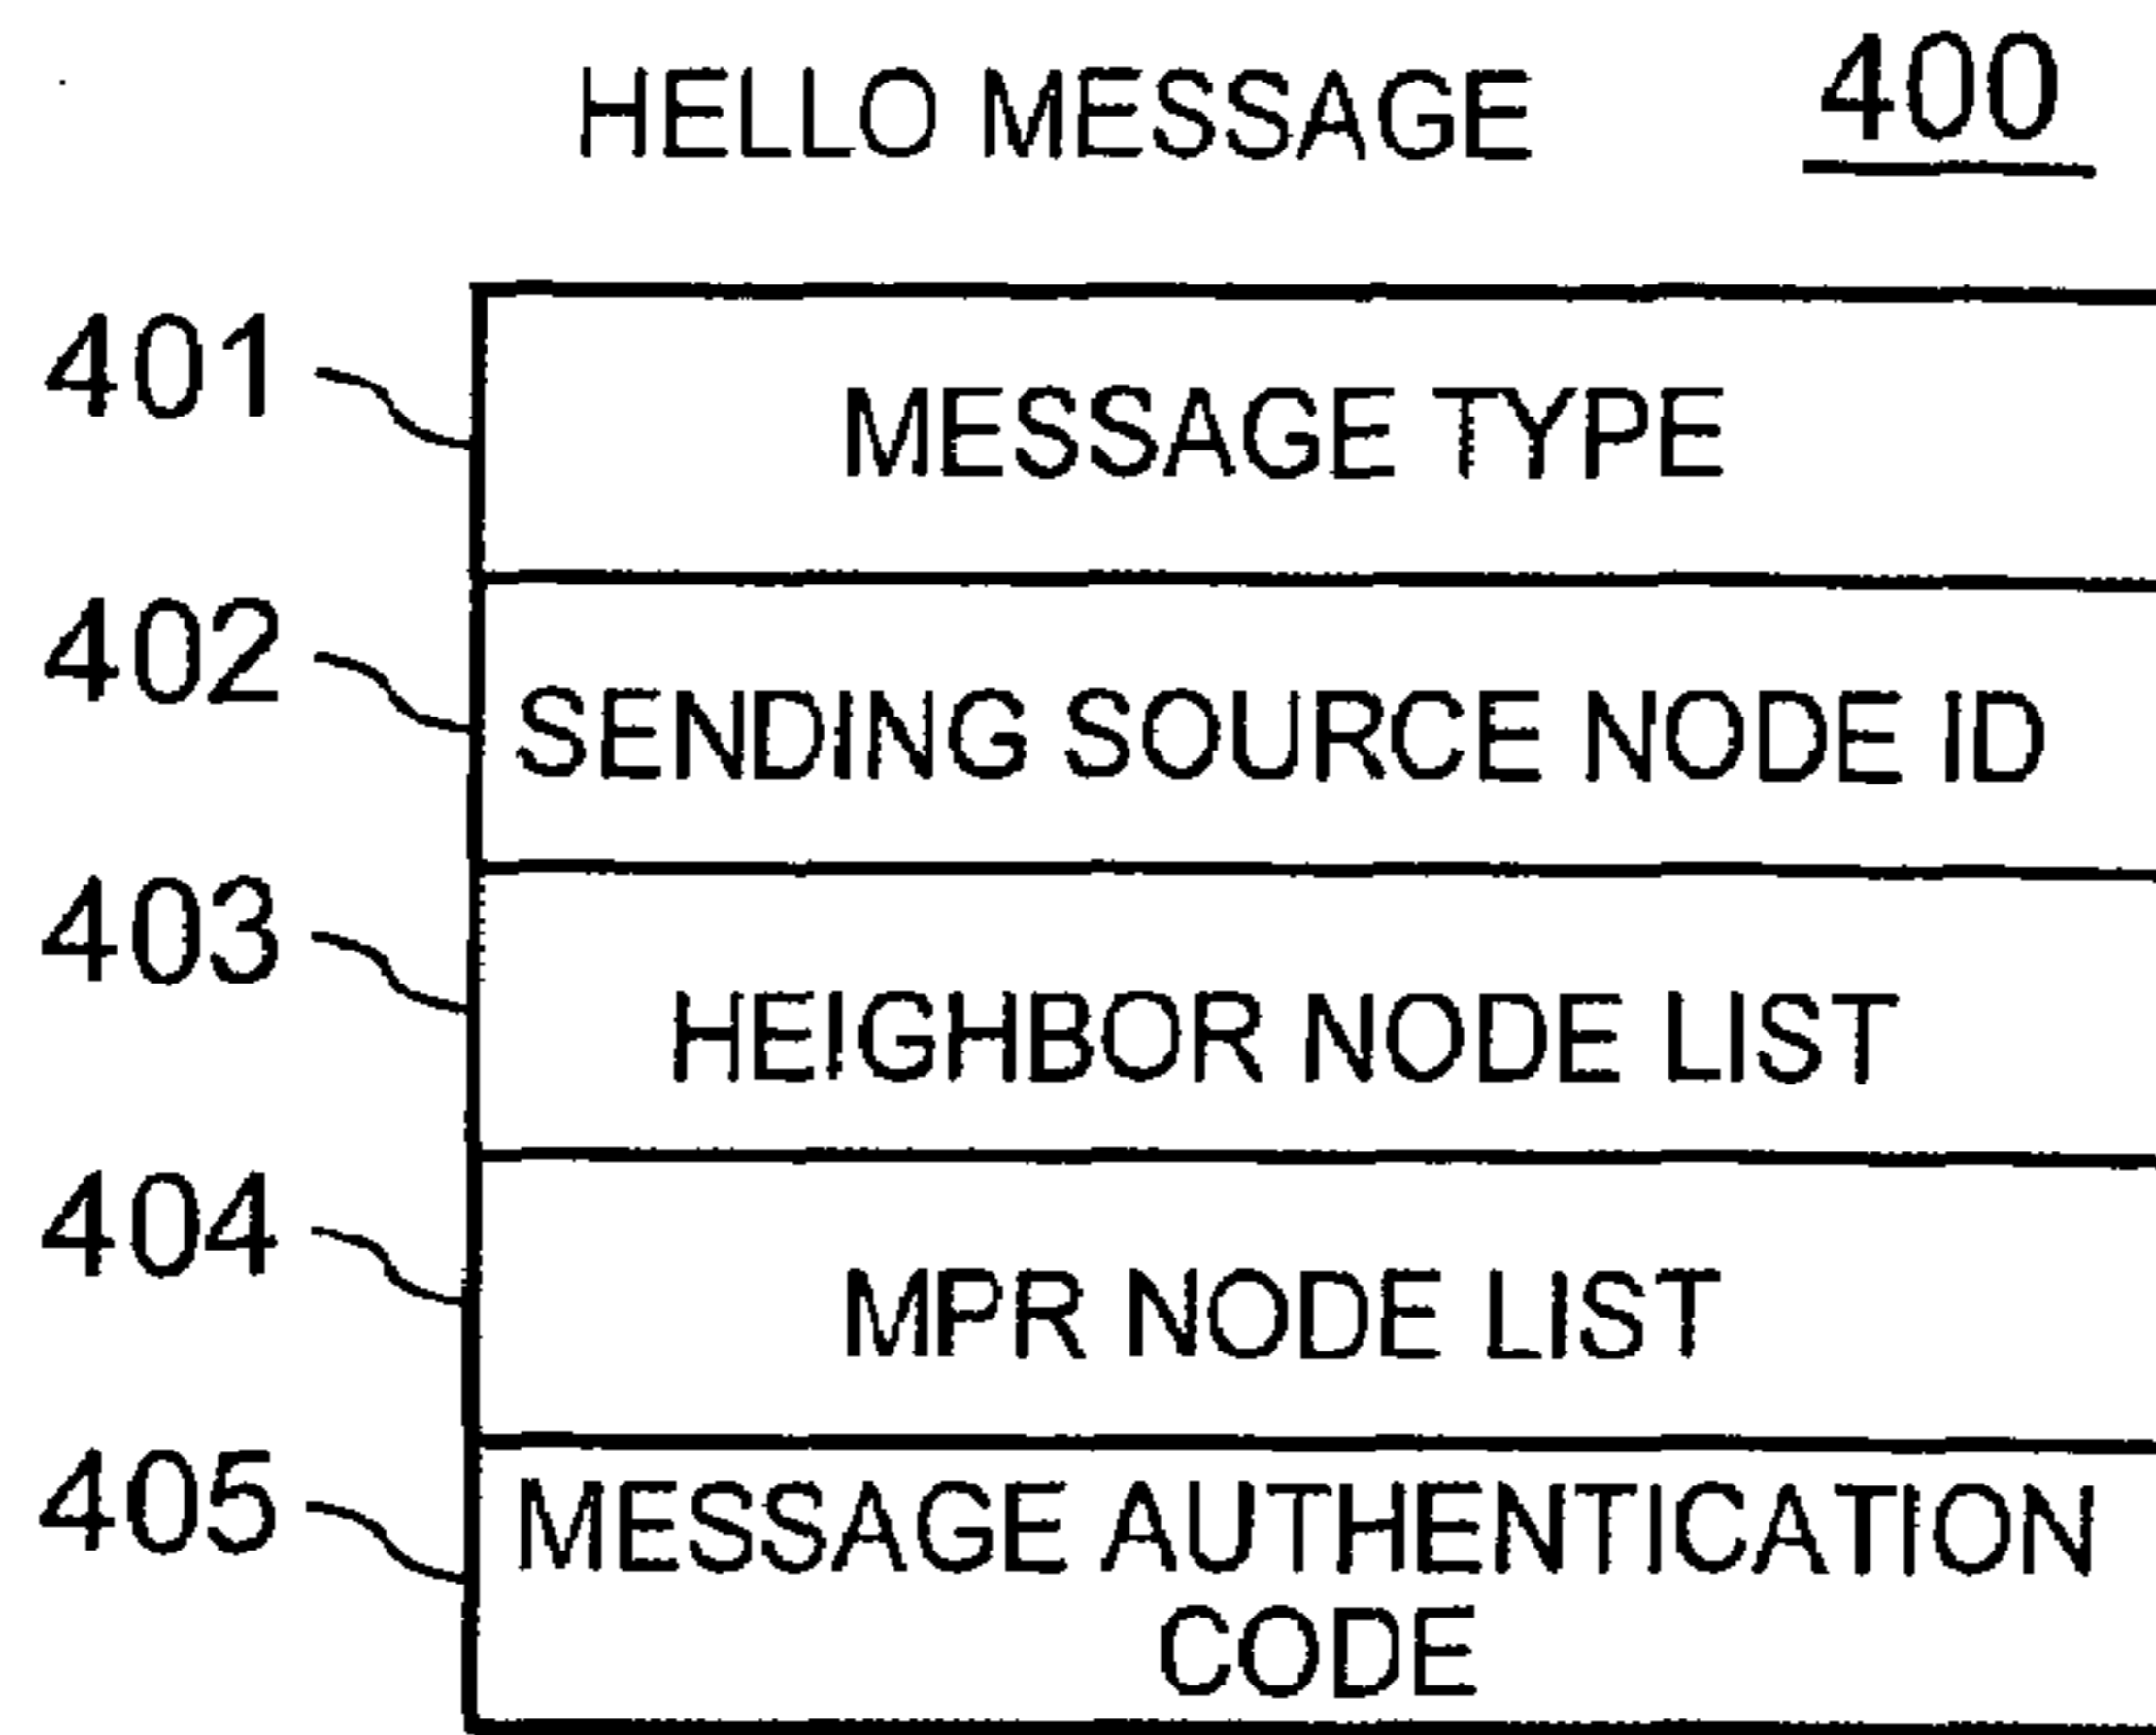 HELLO MESSAGE 400
401 MESSAGE TYPE
402 SENDING SOURCE NODE ID
403 HEIGHBOR NODE LIST
404 MPR NODE LIST
405 MESSAGE AUTHENTICATION
CODE